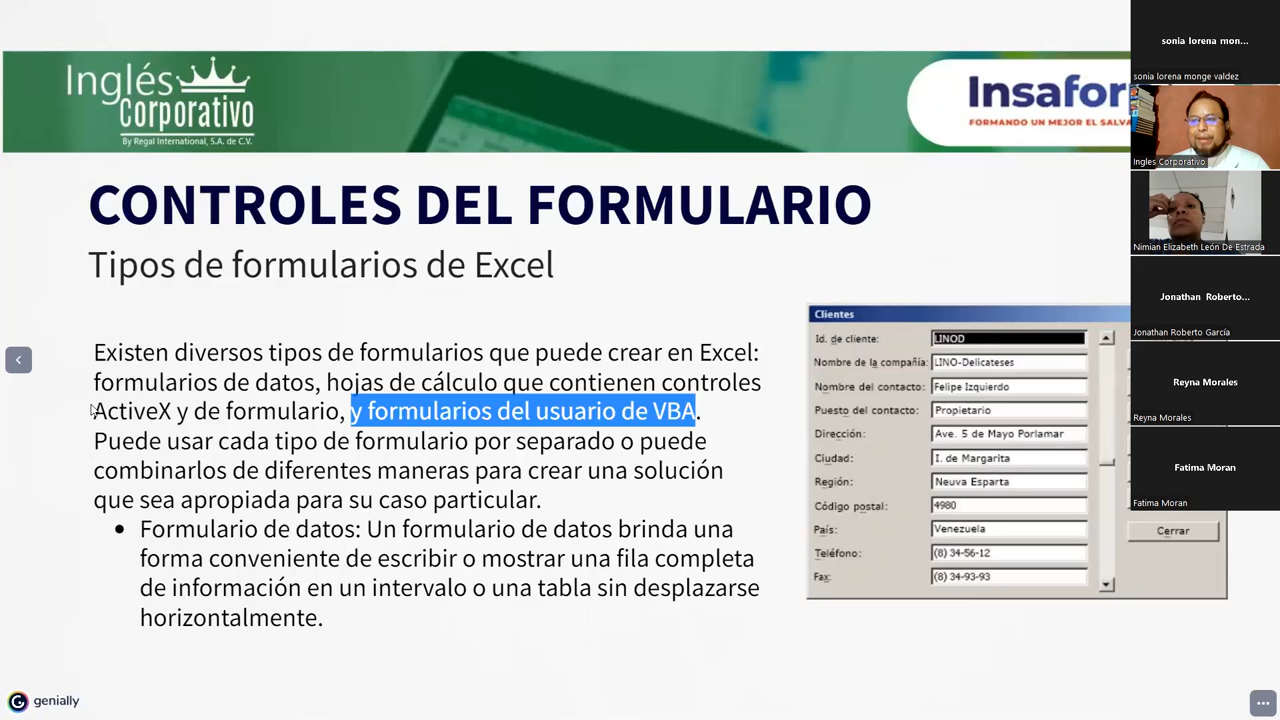 Inglés
Corporativo
By Regal International, S.A. de C.V.
Insafor
FORMANDO UN MEJOR EL SALVA
CONTROLES DEL FORMULARIO
Tipos de formularios de Excel
Existen diversos tipos de formularios que puede crear en Excel:
formularios de datos, hojas de cálculo que contienen controles
ActiveX y de formulario, y formularios del usuario de VBA.
Puede usar cada tipo de formulario por separado o puede
combinarlos de diferentes maneras para crear una solución
que sea apropiada para su caso particular.
• Formulario de datos: Un formulario de datos brinda una
forma conveniente de escribir o mostrar una fila completa
de información en un intervalo o una tabla sin desplazarse
horizontalmente.
Clientes
Id. de cliente: LINOD
Nombre de la compañía: LINO-Delicateses
Nombre del contacto: Felipe Izquierdo
Puesto del contacto: Propietario
Dirección: Ave. 5 de Mayo Porlamar
Ciudad: I. de Margarita
Región: Neuva Esparta
Código postal: 4980
País: Venezuela
Teléfono: (8) 34-56-12
Fax: (8) 34-93-93
Cerrar
sonia lorena mon...
sonia lorena monge valdez
Ingles Corporativo
Nimian Elizabeth León De Estrada
Jonathan Roberto...
Jonathan Roberto García
Reyna Morales
Reyna Morales
Fatima Moran
Fatima Moran
genially